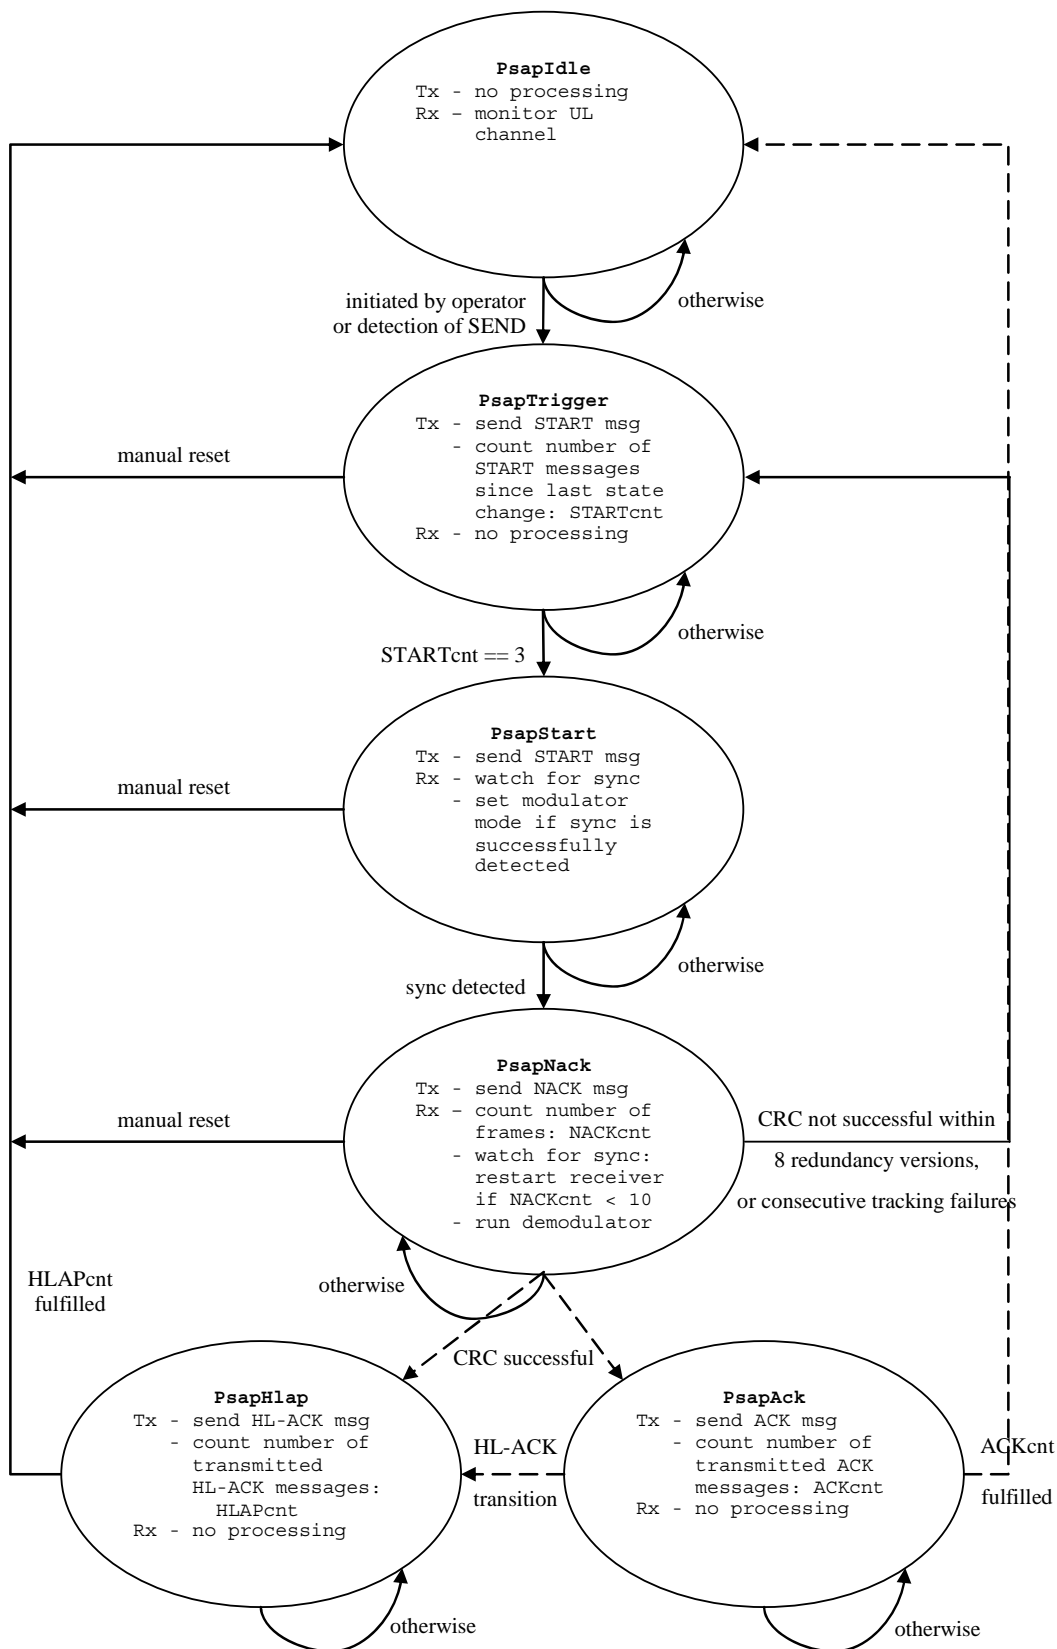 PsapIdle
Tx - no processing
Rx - monitor UL
channel
otherwise
initiated by operator
or detection of SEND
PsapTrigger
Tx - send START msg
- count number of
START messages
since last state
change: STARTcnt
Rx - no processing
manual reset
otherwise
STARTcnt == 3
PsapStart
Tx - send START msg
Rx - watch for sync
- set modulator
mode if sync is
successfully
detected
manual reset
otherwise
sync detected
PsapNack
Tx - send NACK msg
Rx - count number of
frames: NACKcnt
- watch for sync:
restart receiver
if NACKcnt < 10
- run demodulator
manual reset
CRC not successful within
8 redundancy versions,
or consecutive tracking failures
otherwise
HLAPcnt
fulfilled
CRC successful
PsapHlap
Tx - send HL-ACK msg
- count number of
transmitted
HL-ACK messages:
HLAPcnt
Rx - no processing
HL-ACK
transition
PsapAck
Tx - send ACK msg
- count number of
transmitted ACK
messages: ACKcnt
Rx - no processing
ACKcnt
fulfilled
otherwise
otherwise